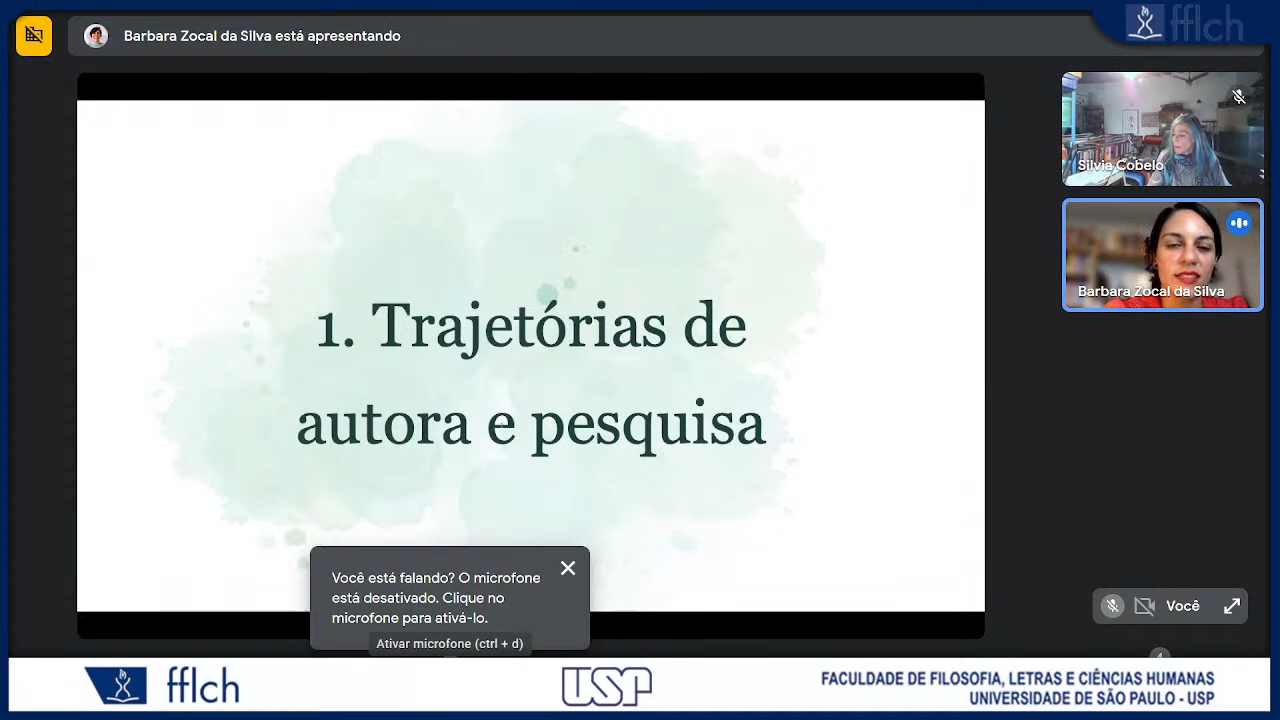 Barbara Zocal da SIlva está apresentando
fflch
Silvia Cobelo
Barbara Zocal da Silva
1. Trajetórias de
autora e pesquisa
Você está falando? O microfone
está desativado. Clique no
microfone para ativá-lo.
Ativar microfone (ctrl + d)
Você
4
fflch
USP
FACULDADE DE FILOSOFIA, LETRAS E CIÊNCIAS HUMANAS
UNIVERSIDADE DE SÃO PAULO - USP